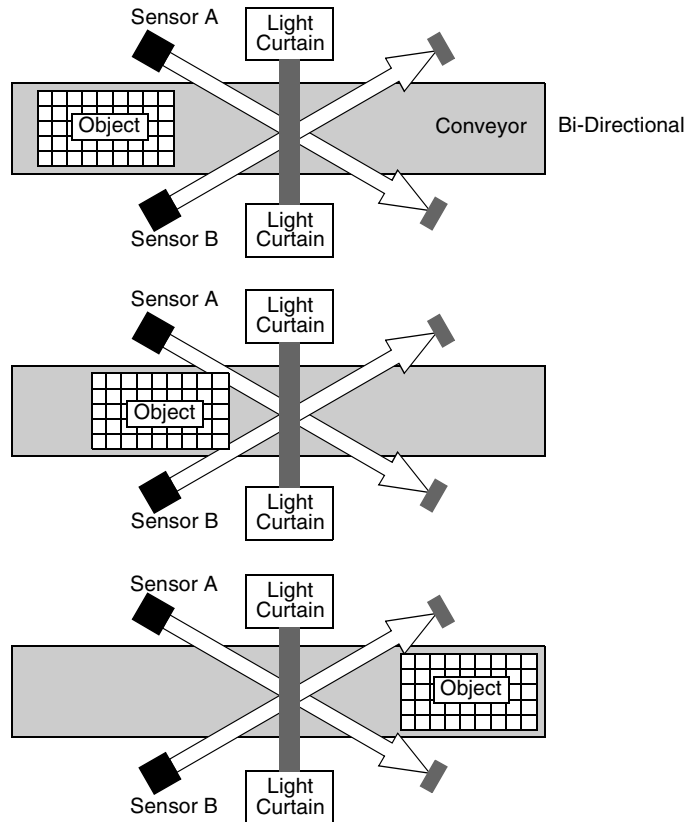 Sensor A
Light
Curtain
Object
Conveyor
Bi-Directional
Light
Curtain
Sensor B
Sensor A
Light
Curtain
Object
Light
Curtain
Sensor B
Sensor A
Light
Curtain
Object
Light
Curtain
Sensor B